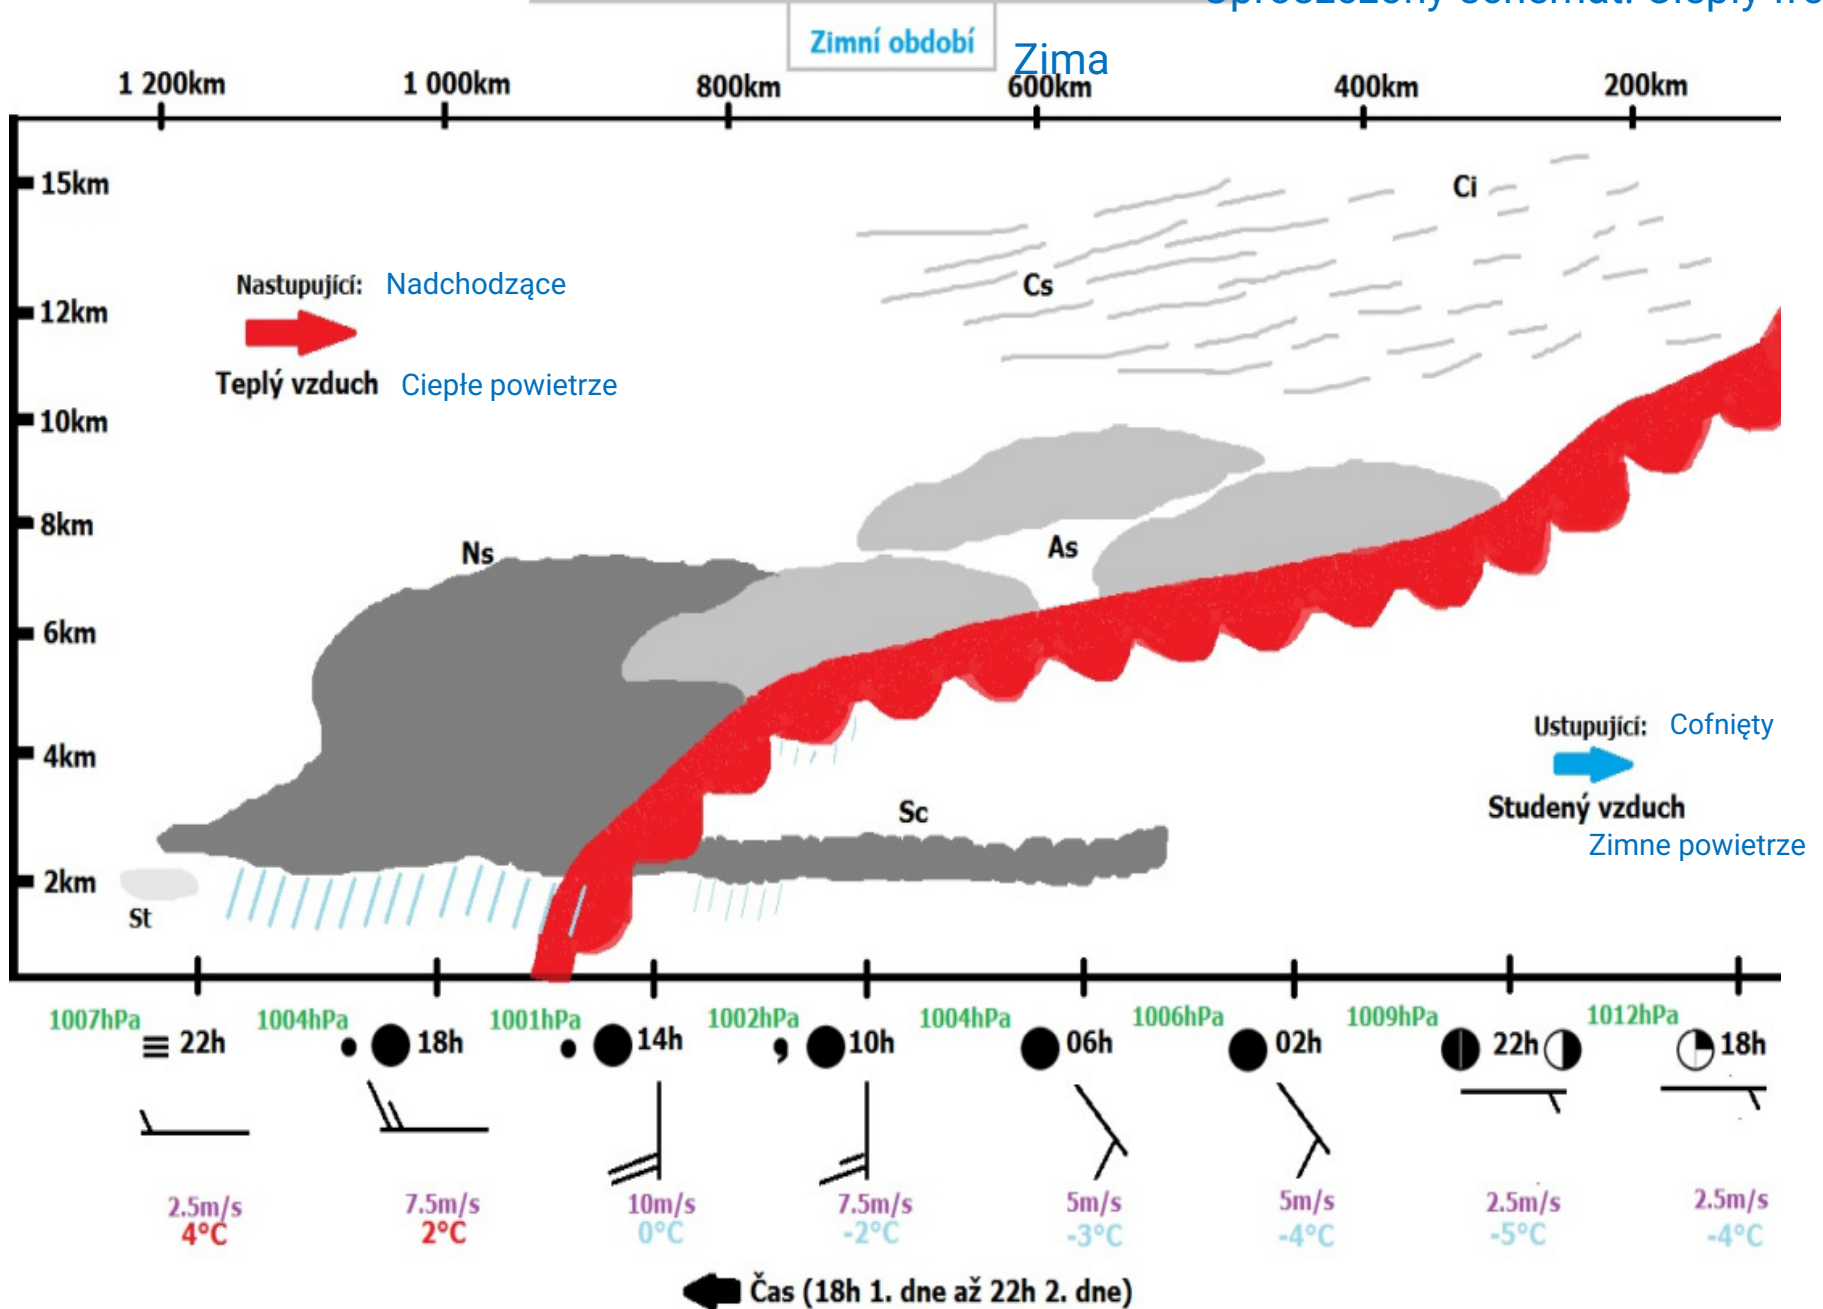 Uproszczony schemat. Ciepły fro
Zimní období
Zima
1 200km 1 000km 800km 600km 400km 200km
15km
Ci
Nastupující: Nadchodzące
Cs
12km
Teplý vzduch Ciepłe powietrze
10km
8km
Ns
As
6km
Ustupující: Cofnięty
4km
Studený vzduch
Sc
Zimne powietrze
2km
St
1007hPa 1004hPa 1001hPa 1002hPa 1004hPa 1006hPa 1009hPa 1012hPa
22h 18h 14h 10h 06h 02h 22h 18h
2.5m/s 7.5m/s 10m/s 7.5m/s 5m/s 5m/s 2.5m/s 2.5m/s
4°C 2°C 0°C -2°C -3°C -4°C -5°C -4°C
Čas (18h 1. dne až 22h 2. dne)